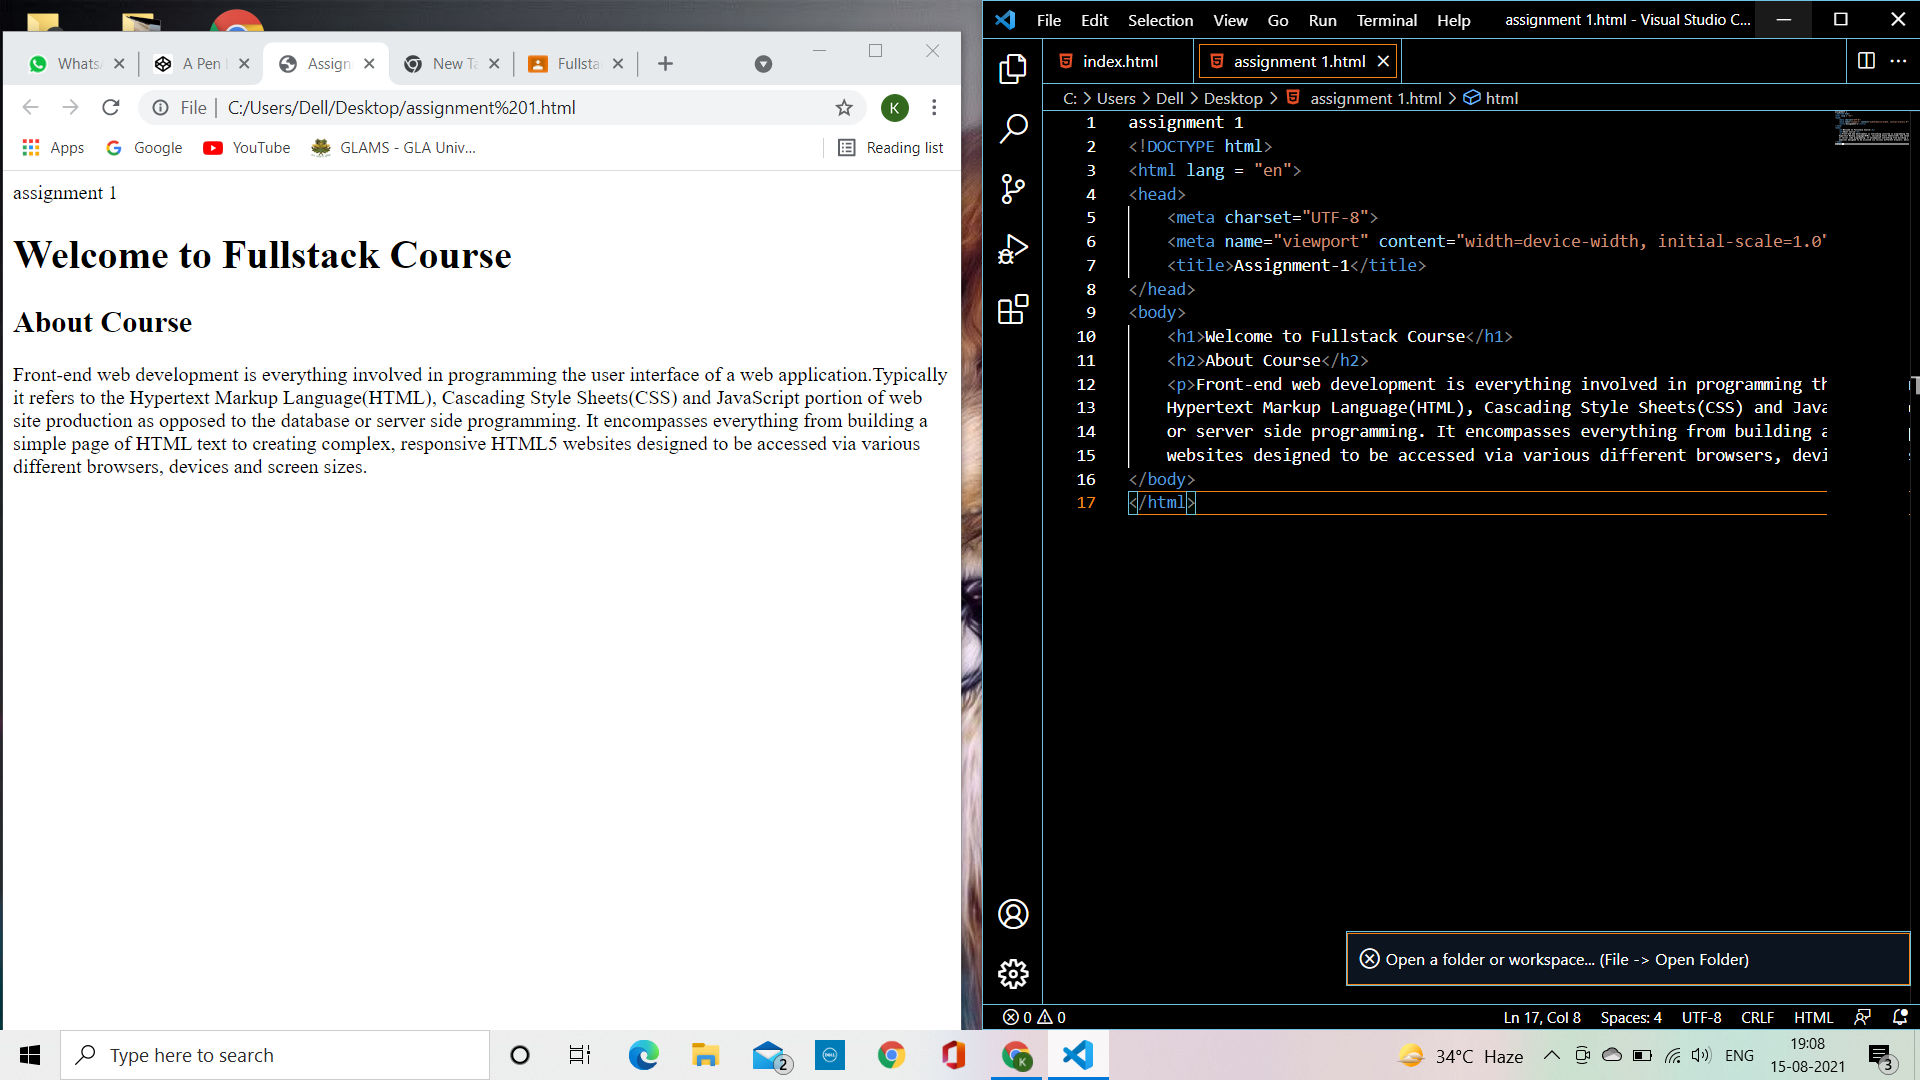 Whats
A Pen
Assign
New Ta
Fullsta
File
C:/Users/Dell/Desktop/assignment%201.html
K
Apps
Google
YouTube
GLAMS - GLA Univ...
Reading list
assignment 1
Welcome to Fullstack Course
About Course
Front-end web development is everything involved in programming the user interface of a web application.Typically
it refers to the Hypertext Markup Language(HTML), Cascading Style Sheets(CSS) and JavaScript portion of web
site production as opposed to the database or server side programming. It encompasses everything from building a
simple page of HTML text to creating complex, responsive HTML5 websites designed to be accessed via various
different browsers, devices and screen sizes.
File Edit Selection View Go Run Terminal Help assignment 1.html - Visual Studio C...
index.html
assignment 1.html
C: > Users > Dell > Desktop > assignment 1.html > html
1 assignment 1
2 <!DOCTYPE html>
3 <html lang = "en">
4 <head>
5 <meta charset="UTF-8">
6 <meta name="viewport" content="width=device-width, initial-scale=1.0"
7 <title>Assignment-1</title>
8 </head>
9 <body>
10 <h1>Welcome to Fullstack Course</h1>
11 <h2>About Course</h2>
12 <p>Front-end web development is everything involved in programming th
13 Hypertext Markup Language(HTML), Cascading Style Sheets(CSS) and Java
14 or server side programming. It encompasses everything from building a
15 websites designed to be accessed via various different browsers, devi
16 </body>
17 </html>
Open a folder or workspace... (File -> Open Folder)
0 0
Ln 17, Col 8 Spaces: 4 UTF-8 CRLF HTML
Type here to search
2
DELL
K
34°C Haze
ENG
19:08
15-08-2021
3